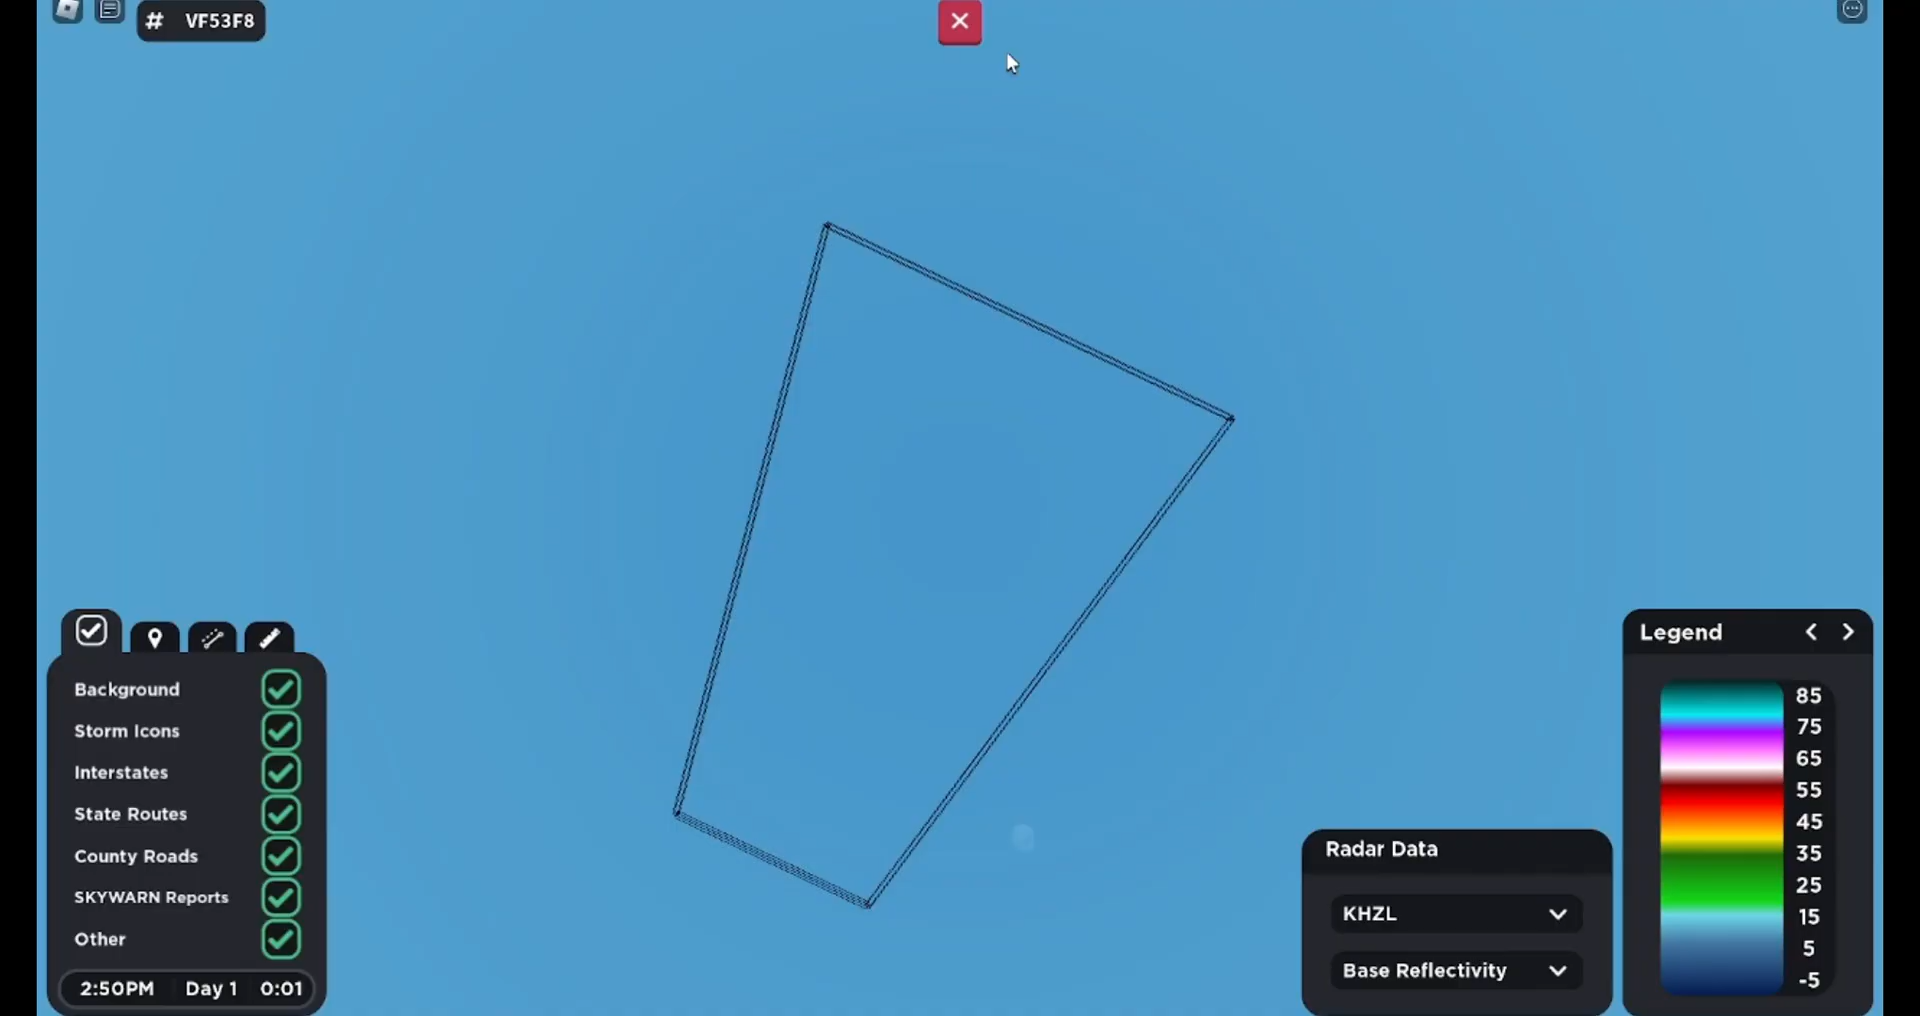 # VF53F8
Background
Storm Icons
Interstates
State Routes
County Roads
SKYWARN Reports
Other
2:50PM Day 1 0:01
Radar Data
KHZL
Base Reflectivity
Legend
85
75
65
55
45
35
25
15
5
-5